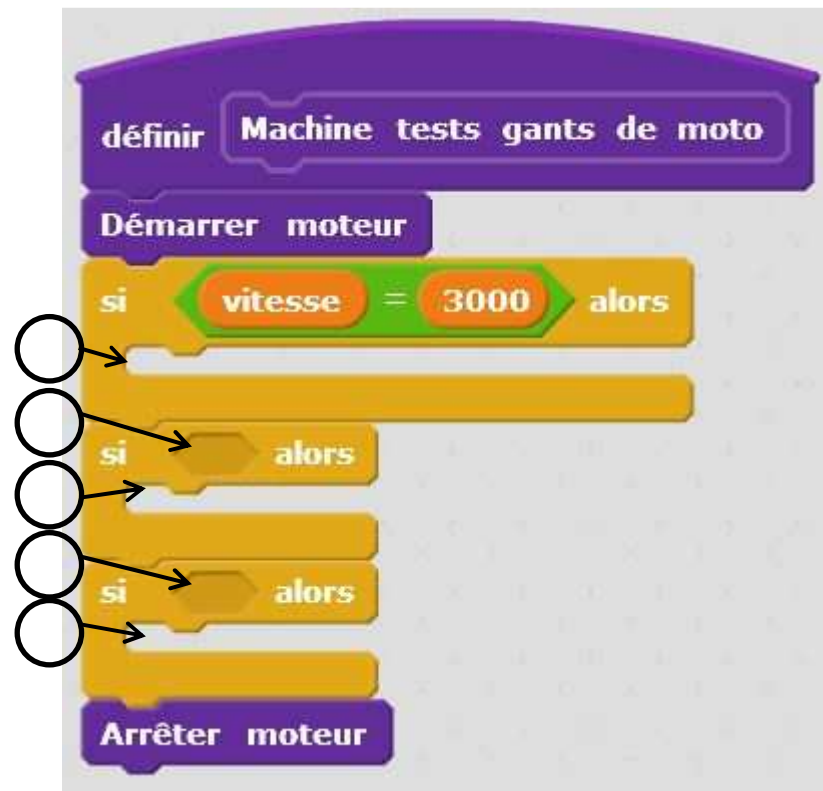 définir Machine tests gants de moto
Démarrer moteur
si vitesse = 3000 alors
si alors
si alors
Arrêter moteur